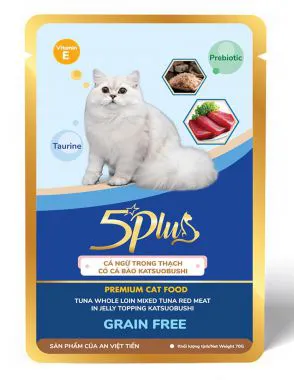 Vitamin
E
Prebiotic
Taurine
5Plus
CÁ NGỪ TRONG THẠCH
CÓ CÁ BÀO KATSUOBUSHI
PREMIUM CAT FOOD
TUNA WHOLE LOIN MIXED TUNA RED MEAT
IN JELLY TOPPING KATSUOBUSHI
GRAIN FREE
SẢN PHẨM CỦA AN VIỆT TIẾN
Khối lượng tịnh/Net Weight 70G